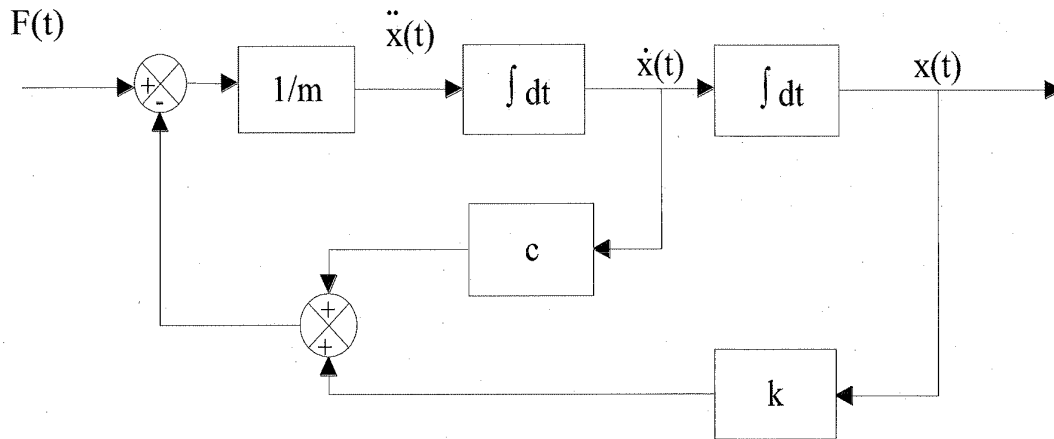 F(t)
ẍ(t)
ẋ(t)
x(t)
+
-
1/m
∫ dt
∫ dt
c
+
+
k